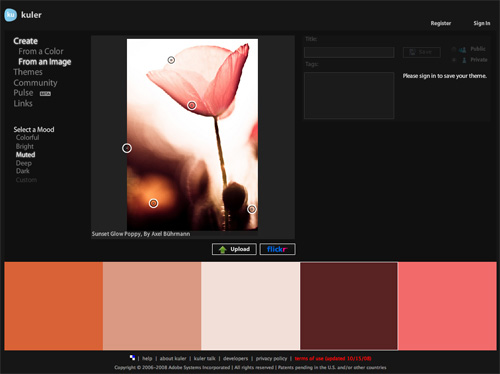 ku kuler
Register Sign In
Create
From a Color
From an Image
Themes
Community
Pulse BETA
Links
Select a Mood
Colorful
Bright
Muted
Deep
Dark
Custom
Title:
Save
Public
Private
Tags:
Please sign in to save your theme.
Sunset Glow Poppy, By Axel Bührmann
Upload flickr
| help | about kuler | kuler talk | developers | privacy policy | terms of use (updated 10/15/08)
Copyright © 2006-2008 Adobe Systems Incorporated | All rights reserved | Patents pending in the U.S. and/or other countries